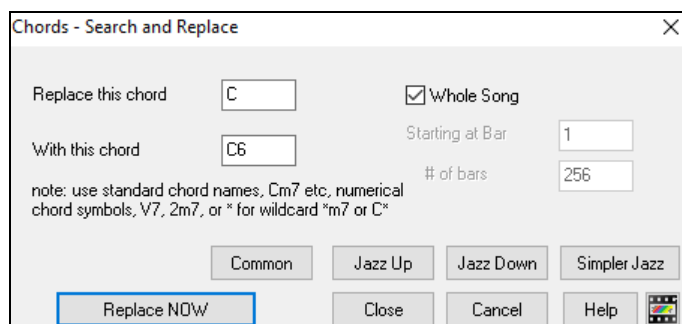 Chords - Search and Replace
Replace this chord
C
Whole Song
Starting at Bar
1
With this chord
C6
# of bars
256
note: use standard chord names, Cm7 etc, numerical
chord symbols, V7, 2m7, or * for wildcard *m7 or C*
Common
Jazz Up
Jazz Down
Simpler Jazz
Replace NOW
Close
Cancel
Help